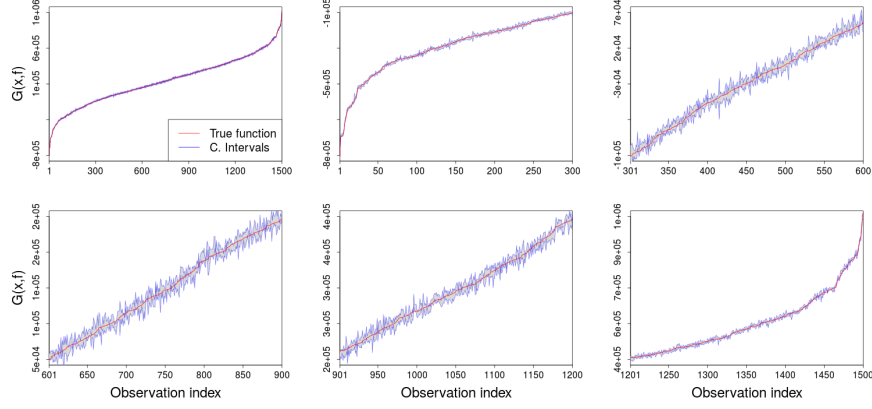 G(x,f)
1e+06
6e+05
1e+05
-8e+05
True function
C. Intervals
1 300 600 900 1200 1500
-1e+05
-5e+05
-8e+05
1 50 100 150 200 250 300
7e+04
2e+04
-3e+04
-1e+05
301 350 400 450 500 550 600
G(x,f)
2e+05
2e+05
1e+05
1e+05
5e+04
601 650 700 750 800 850 900
Observation index
4e+05
4e+05
3e+05
3e+05
2e+05
901 950 1000 1050 1100 1150 1200
Observation index
1e+06
9e+05
7e+05
6e+05
4e+05
1201 1250 1300 1350 1400 1450 1500
Observation index